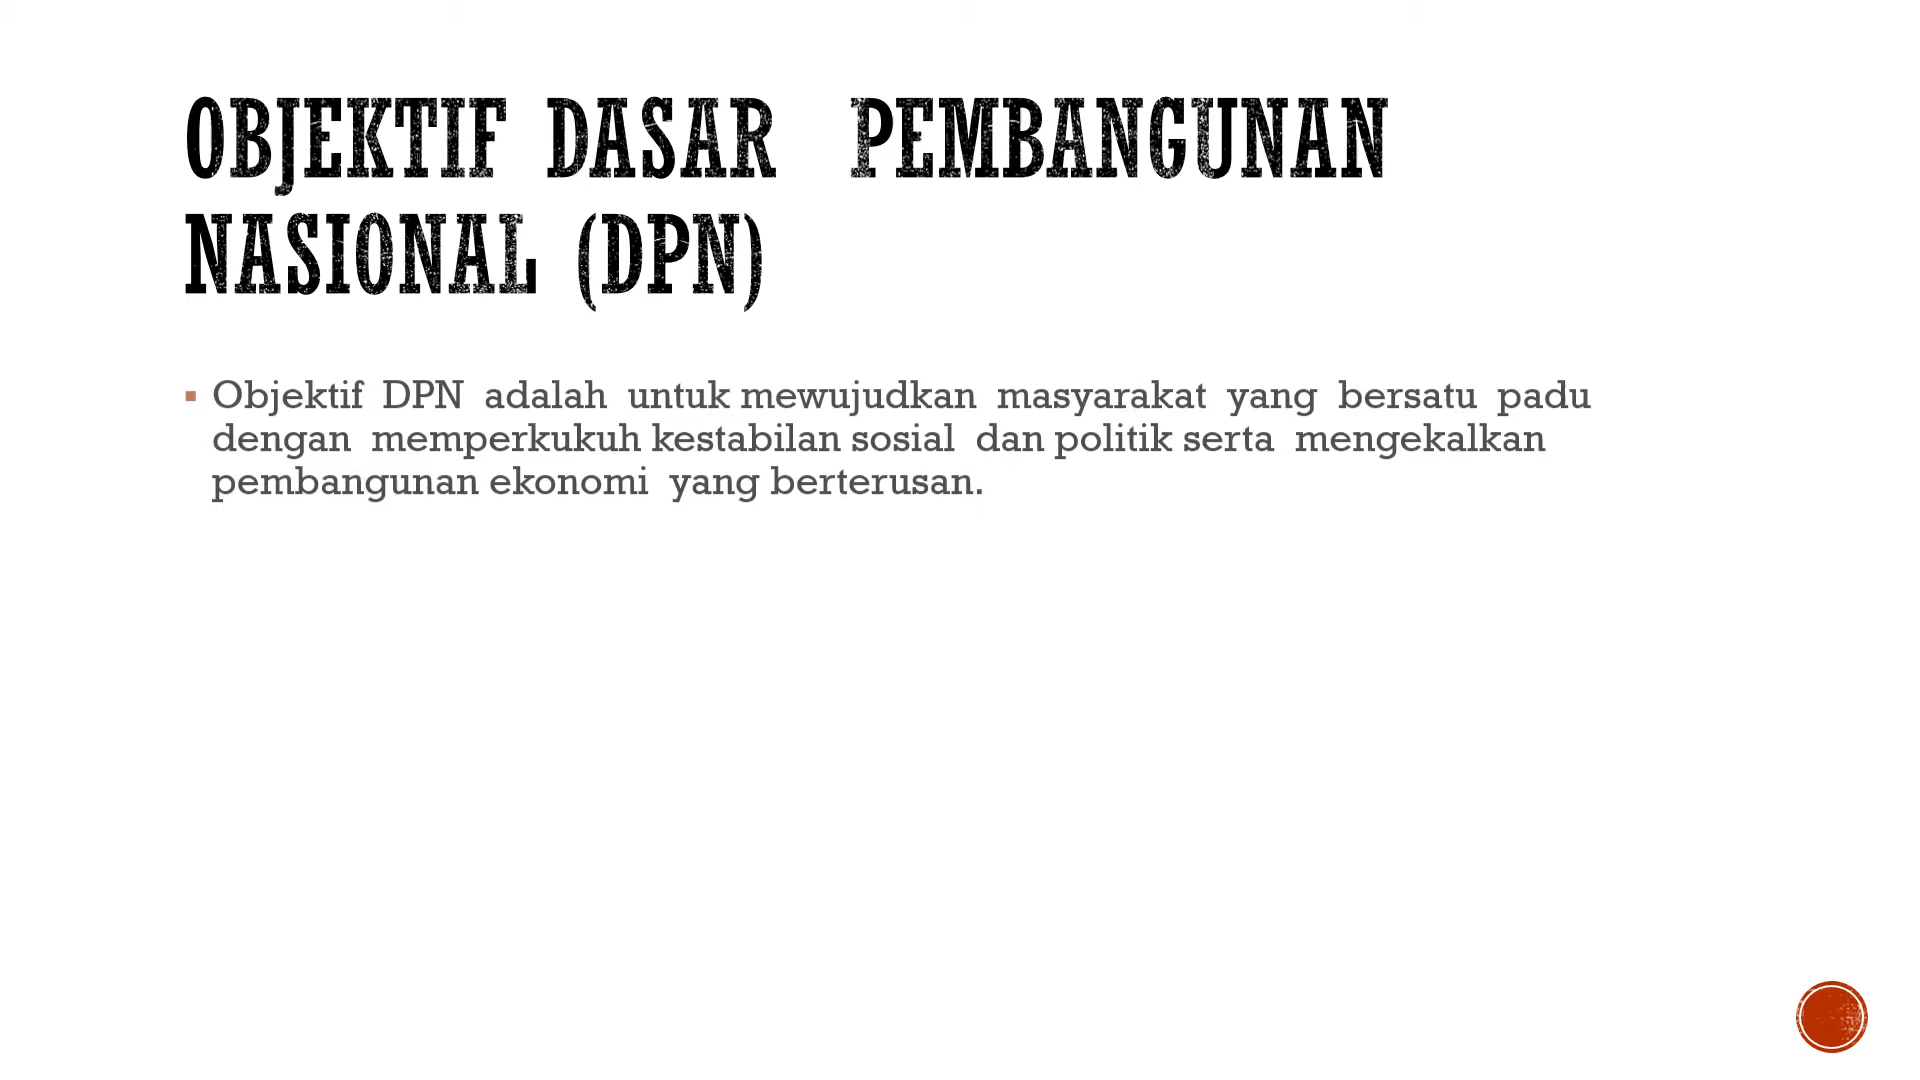 OBJEKTIF DASAR PEMBANGUNAN
NASIONAL (DPN)
▪ Objektif DPN adalah untuk mewujudkan masyarakat yang bersatu padu
dengan memperkukuh kestabilan sosial dan politik serta mengekalkan
pembangunan ekonomi yang berterusan.